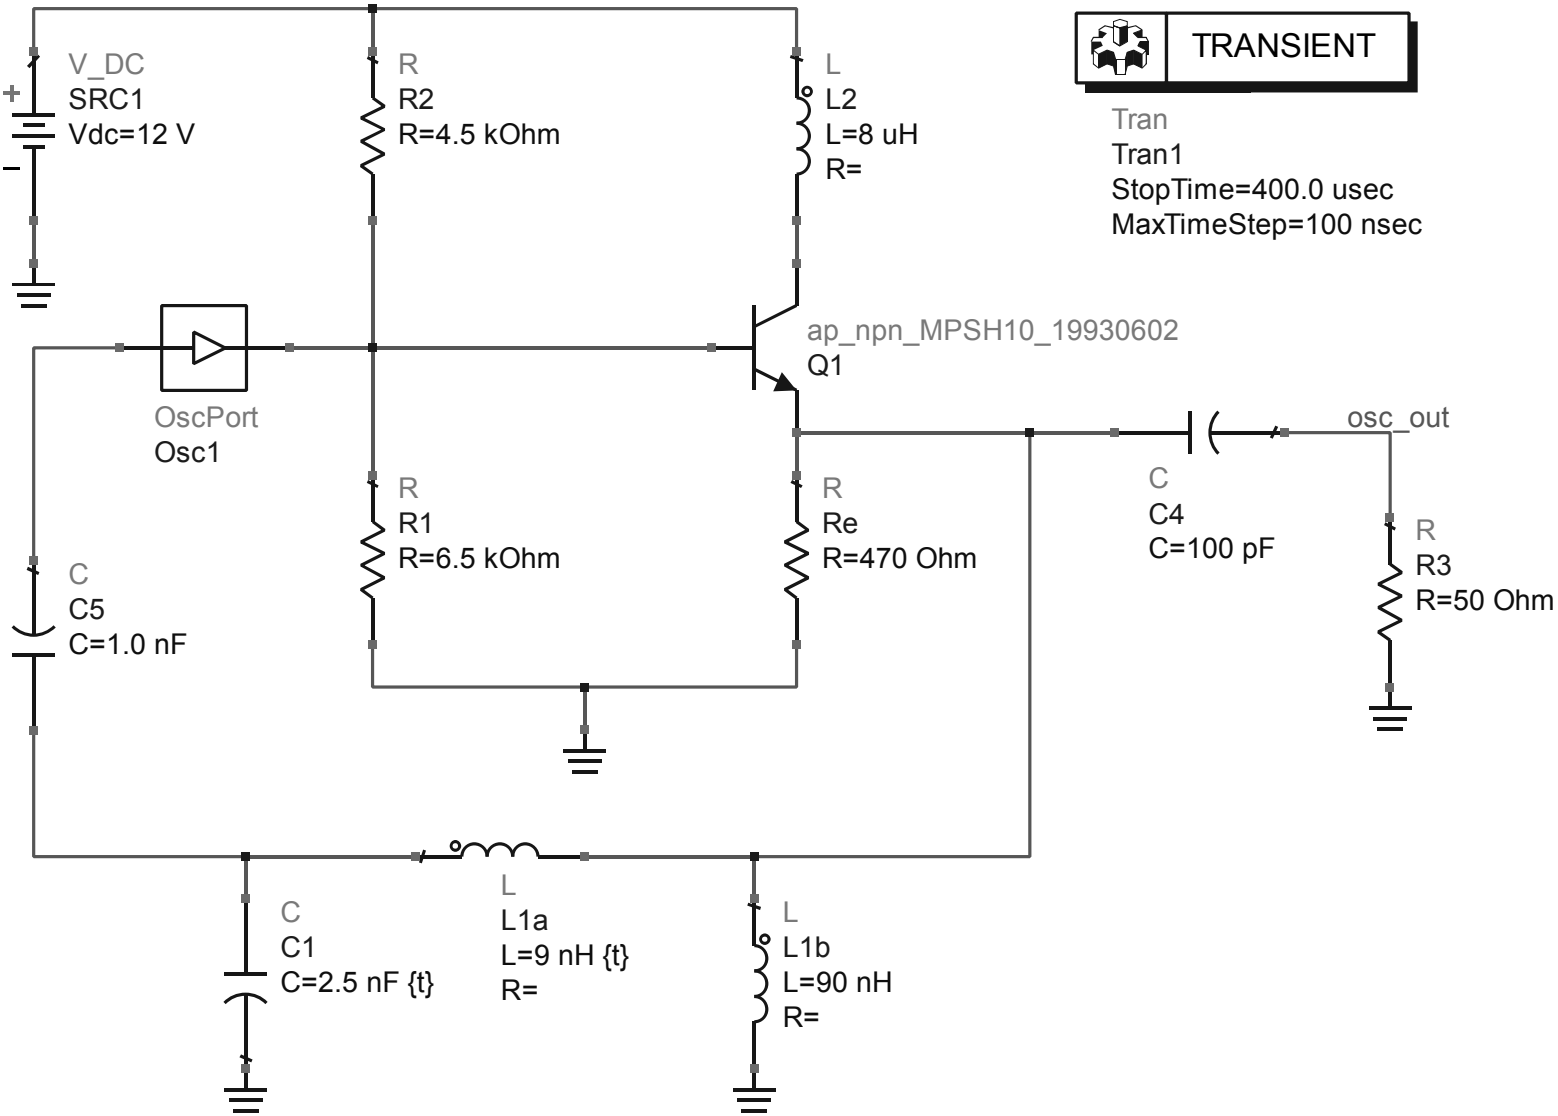 V_DC
SRC1
Vdc=12 V
+
−
R
R2
R=4.5 kOhm
L
L2
L=8 uH
R=
TRANSIENT
Tran
Tran1
StopTime=400.0 usec
MaxTimeStep=100 nsec
OscPort
Osc1
ap_npn_MPSH10_19930602
Q1
osc_out
R
R1
R=6.5 kOhm
R
Re
R=470 Ohm
C
C4
C=100 pF
R
R3
R=50 Ohm
C
C5
C=1.0 nF
C
C1
C=2.5 nF {t}
L
L1a
L=9 nH {t}
R=
L
L1b
L=90 nH
R=